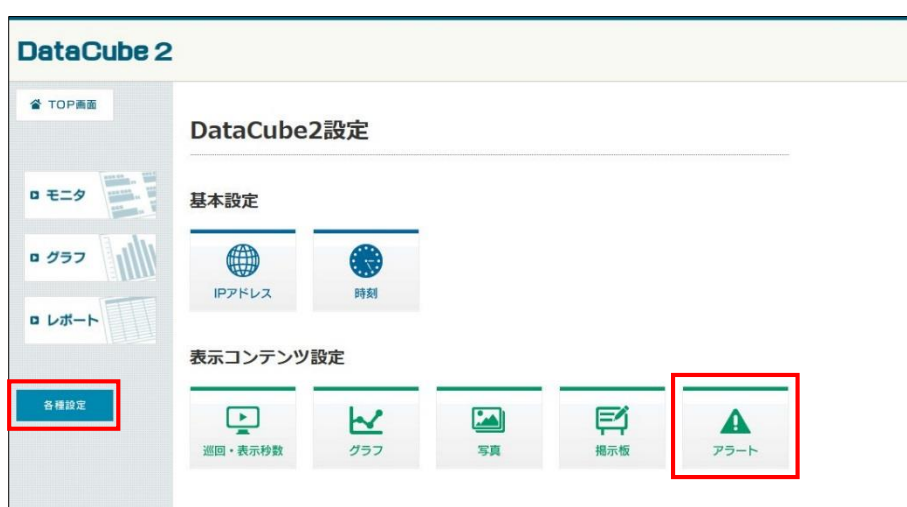 DataCube 2
TOP画面
DataCube2設定
モニタ
グラフ
レポート
各種設定
基本設定
IPアドレス
時刻
表示コンテンツ設定
巡回・表示秒数
グラフ
写真
掲示板
アラート